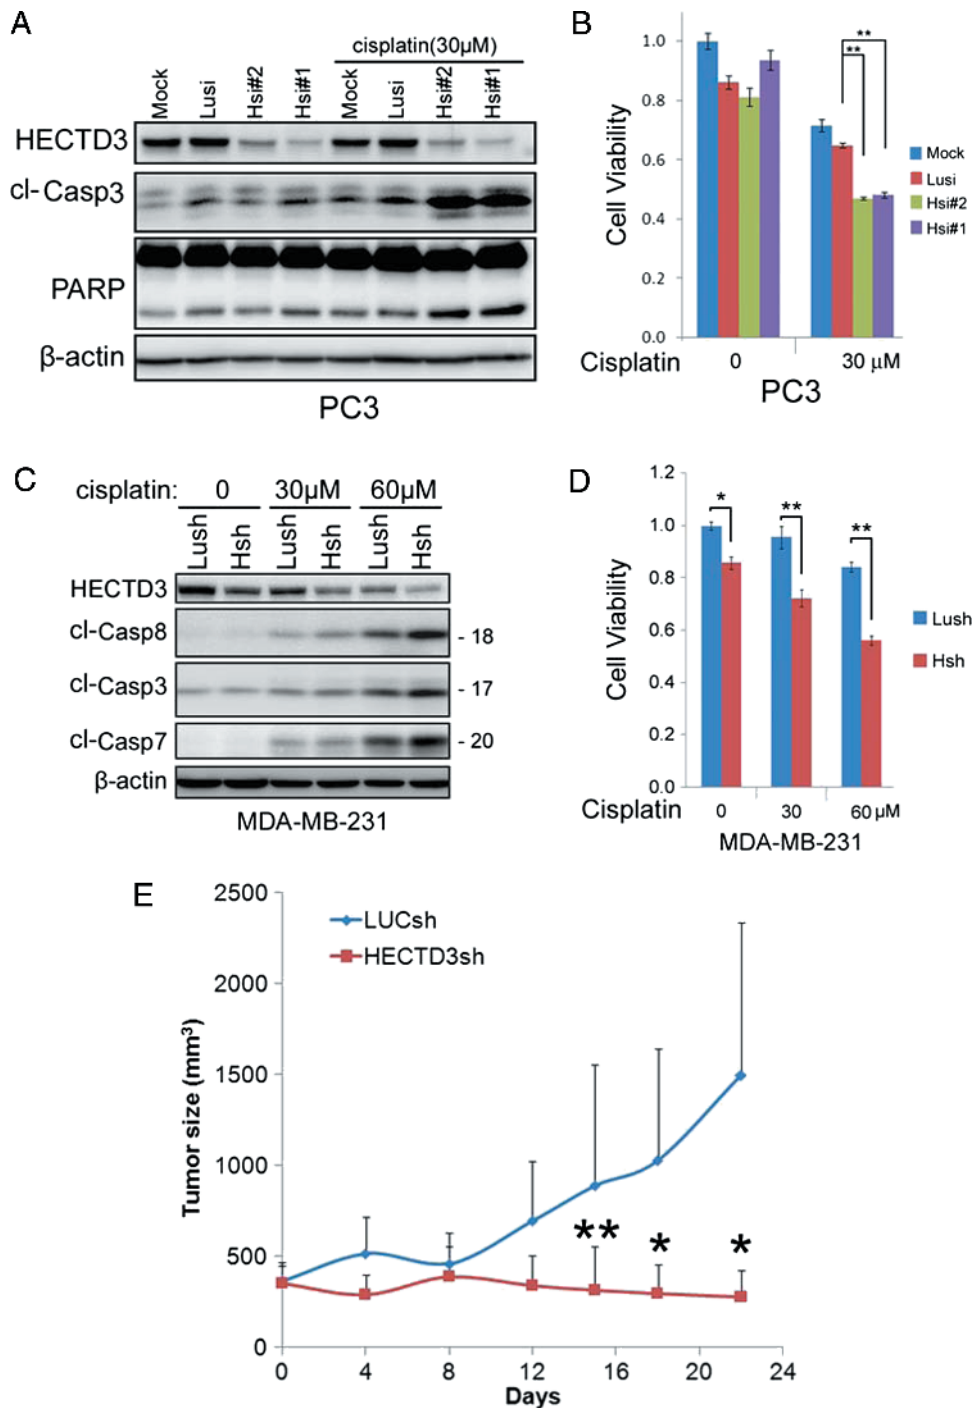 A
cisplatin(30μM)
Mock Lusi Hsi#2 Hsi#1 Mock Lusi Hsi#2 Hsi#1
HECTD3
cl-Casp3
PARP
β-actin
PC3
B
** **
1.0
0.8
0.6
0.4
0.2
0.0
Cell Viability
Mock
Lusi
Hsi#2
Hsi#1
Cisplatin 0 30 μM
PC3
C
cisplatin: 0 30μM 60μM
Lush Hsh Lush Hsh Lush Hsh
HECTD3
cl-Casp8 - 18
cl-Casp3 - 17
cl-Casp7 - 20
β-actin
MDA-MB-231
D
* ** **
1.2
1.0
0.8
0.6
0.4
0.2
0.0
Cell Viability
Lush
Hsh
Cisplatin 0 30 60 μM
MDA-MB-231
E
2500
2000
1500
1000
500
0
Tumor size (mm³)
LUCsh
HECTD3sh
** * *
0 4 8 12 16 20 24
Days